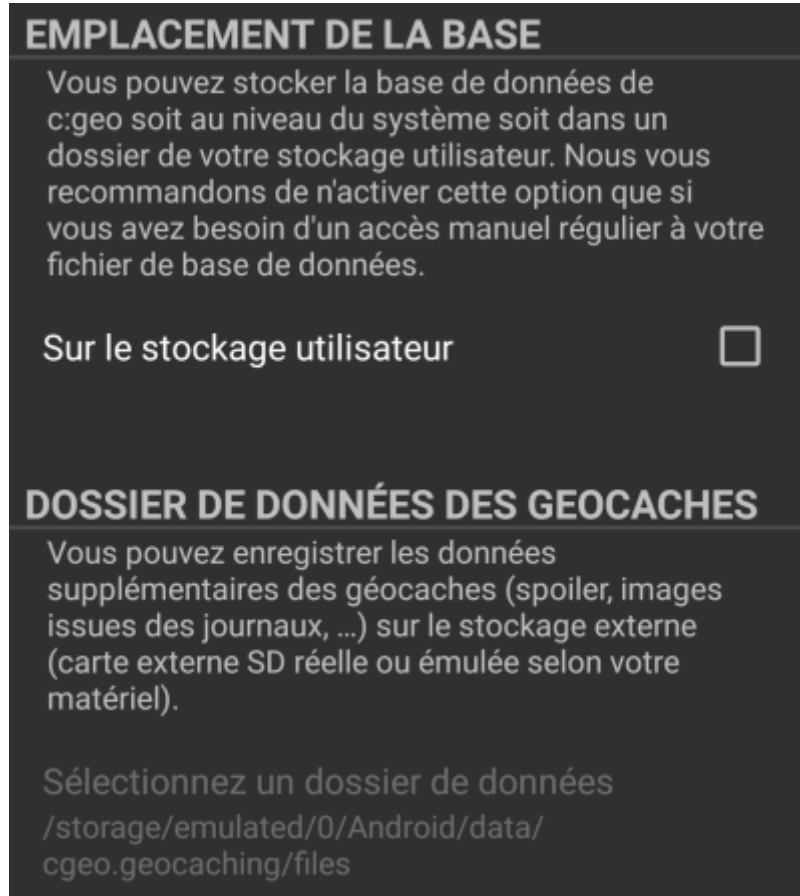 EMPLACEMENT DE LA BASE
Vous pouvez stocker la base de données de
c:geo soit au niveau du système soit dans un
dossier de votre stockage utilisateur. Nous vous
recommandons de n'activer cette option que si
vous avez besoin d'un accès manuel régulier à votre
fichier de base de données.
Sur le stockage utilisateur
DOSSIER DE DONNÉES DES GEOCACHES
Vous pouvez enregistrer les données
supplémentaires des géocaches (spoiler, images
issues des journaux, …) sur le stockage externe
(carte externe SD réelle ou émulée selon votre
matériel).
Sélectionnez un dossier de données
/storage/emulated/0/Android/data/
cgeo.geocaching/files